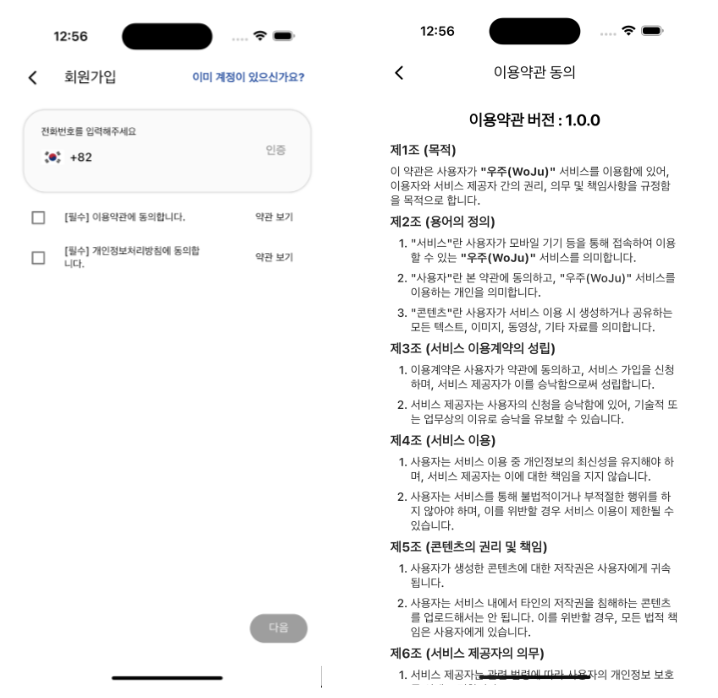 12:56
회원가입
이미 계정이 있으신가요?
전화번호를 입력해주세요
+82
인증
[필수] 이용약관에 동의합니다.
약관 보기
[필수] 개인정보처리방침에 동의합
니다.
약관 보기
다음
12:56
이용약관 동의
이용약관 버전 : 1.0.0
제1조 (목적)
이 약관은 사용자가 "우주(WoJu)" 서비스를 이용함에 있어,
이용자와 서비스 제공자 간의 권리, 의무 및 책임사항을 규정함
을 목적으로 합니다.
제2조 (용어의 정의)
1. "서비스"란 사용자가 모바일 기기 등을 통해 접속하여 이용
할 수 있는 "우주(WoJu)" 서비스를 의미합니다.
2. "사용자"란 본 약관에 동의하고, "우주(WoJu)" 서비스를
이용하는 개인을 의미합니다.
3. "콘텐츠"란 사용자가 서비스 이용 시 생성하거나 공유하는
모든 텍스트, 이미지, 동영상, 기타 자료를 의미합니다.
제3조 (서비스 이용계약의 성립)
1. 이용계약은 사용자가 약관에 동의하고, 서비스 가입을 신청
하며, 서비스 제공자가 이를 승낙함으로써 성립합니다.
2. 서비스 제공자는 사용자의 신청을 승낙함에 있어, 기술적 또
는 업무상의 이유로 승낙을 유보할 수 있습니다.
제4조 (서비스 이용)
1. 사용자는 서비스 이용 중 개인정보의 최신성을 유지해야 하
며, 서비스 제공자는 이에 대한 책임을 지지 않습니다.
2. 사용자는 서비스를 통해 불법적이거나 부적절한 행위를 하
지 않아야 하며, 이를 위반할 경우 서비스 이용이 제한될 수
있습니다.
제5조 (콘텐츠의 권리 및 책임)
1. 사용자가 생성한 콘텐츠에 대한 저작권은 사용자에게 귀속
됩니다.
2. 사용자는 서비스 내에서 타인의 저작권을 침해하는 콘텐츠
를 업로드해서는 안 됩니다. 이를 위반할 경우, 모든 법적 책
임은 사용자에게 있습니다.
제6조 (서비스 제공자의 의무)
1. 서비스 제공자는 관련 법령에 따라 사용자의 개인정보 보호